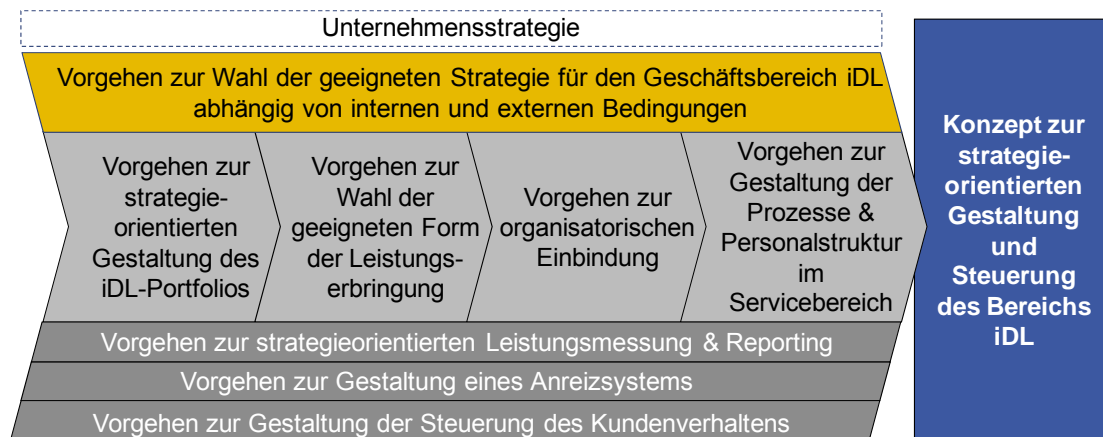 Unternehmensstrategie
Vorgehen zur Wahl der geeigneten Strategie für den Geschäftsbereich iDL
abhängig von internen und externen Bedingungen
Vorgehen zur
strategie-
orientierten
Gestaltung des
iDL-Portfolios
Vorgehen zur
Wahl der
geeigneten Form
der Leistungs-
erbringung
Vorgehen zur
organisatorischen
Einbindung
Vorgehen zur
Gestaltung der
Prozesse &
Personalstruktur
im
Servicebereich
Vorgehen zur strategieorientierten Leistungsmessung & Reporting
Vorgehen zur Gestaltung eines Anreizsystems
Vorgehen zur Gestaltung der Steuerung des Kundenverhaltens
Konzept zur
strategie-
orientierten
Gestaltung
und
Steuerung
des Bereichs
iDL